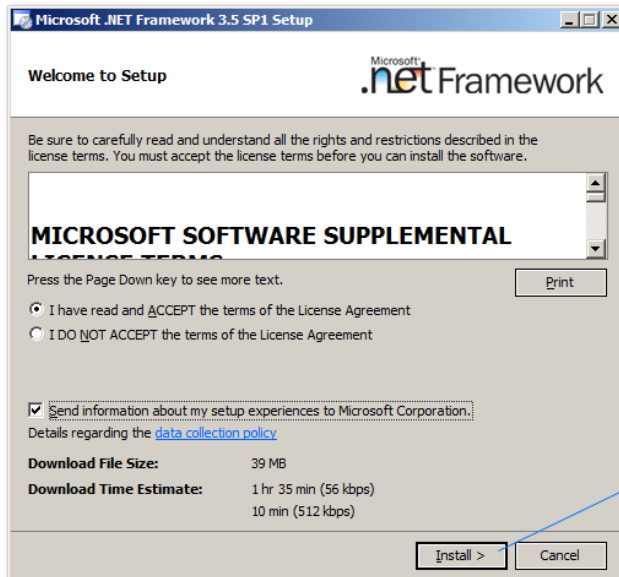 Microsoft .NET Framework 3.5 SP1 Setup
Welcome to Setup
Microsoft
.net Framework
Be sure to carefully read and understand all the rights and restrictions described in the
license terms. You must accept the license terms before you can install the software.
MICROSOFT SOFTWARE SUPPLEMENTAL
LICENSE TERMS
Press the Page Down key to see more text.
Print
I have read and ACCEPT the terms of the License Agreement
I DO NOT ACCEPT the terms of the License Agreement
Send information about my setup experiences to Microsoft Corporation.
Details regarding the data collection policy
Download File Size: 39 MB
Download Time Estimate: 1 hr 35 min (56 kbps)
10 min (512 kbps)
Install > Cancel